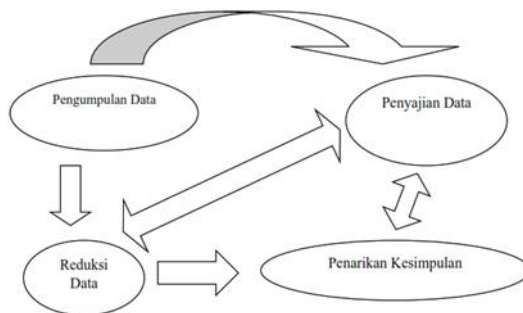 Pengumpulan Data
Penyajian Data
Reduksi
Data
Penarikan Kesimpulan